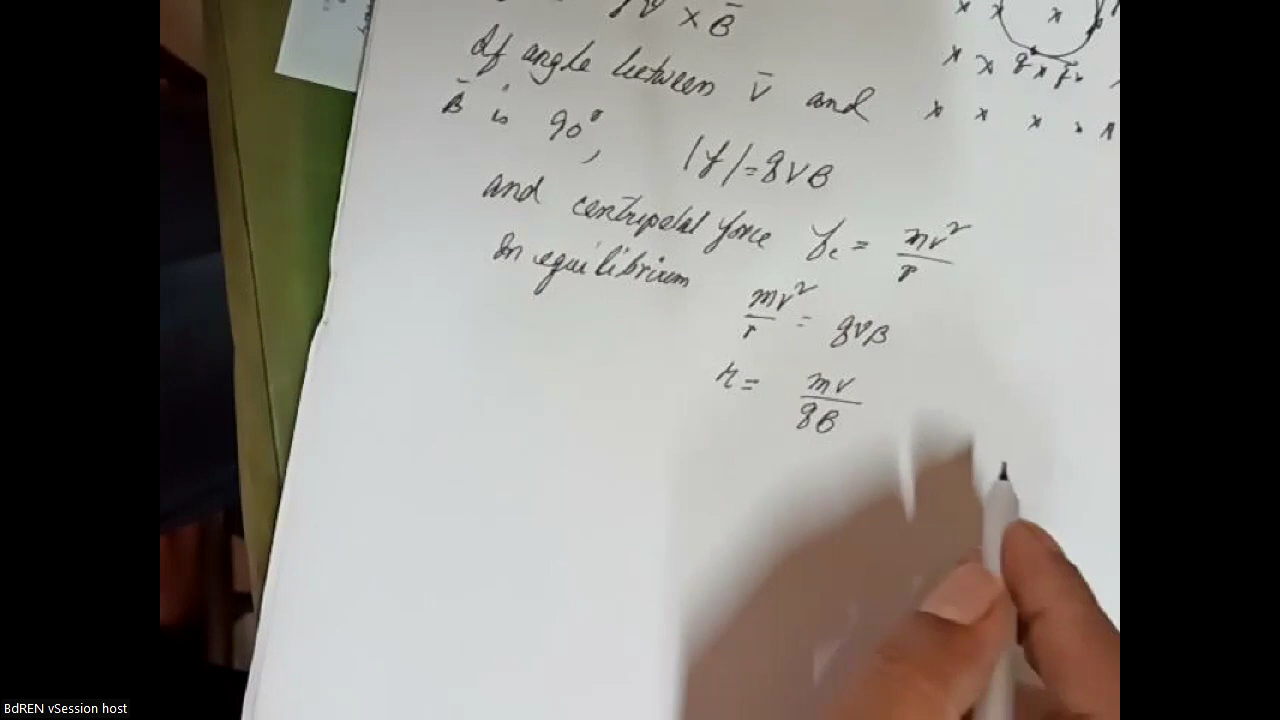 qv̄ × B̄
If angle between v̄ and
B̄ is 90°, |f| = qvB
and centripetal force fc = mv²/r
In equilibrium
mv²/r = qvB
r = mv/qB
x x x
x x q x
x x x x x
BdREN vSession host